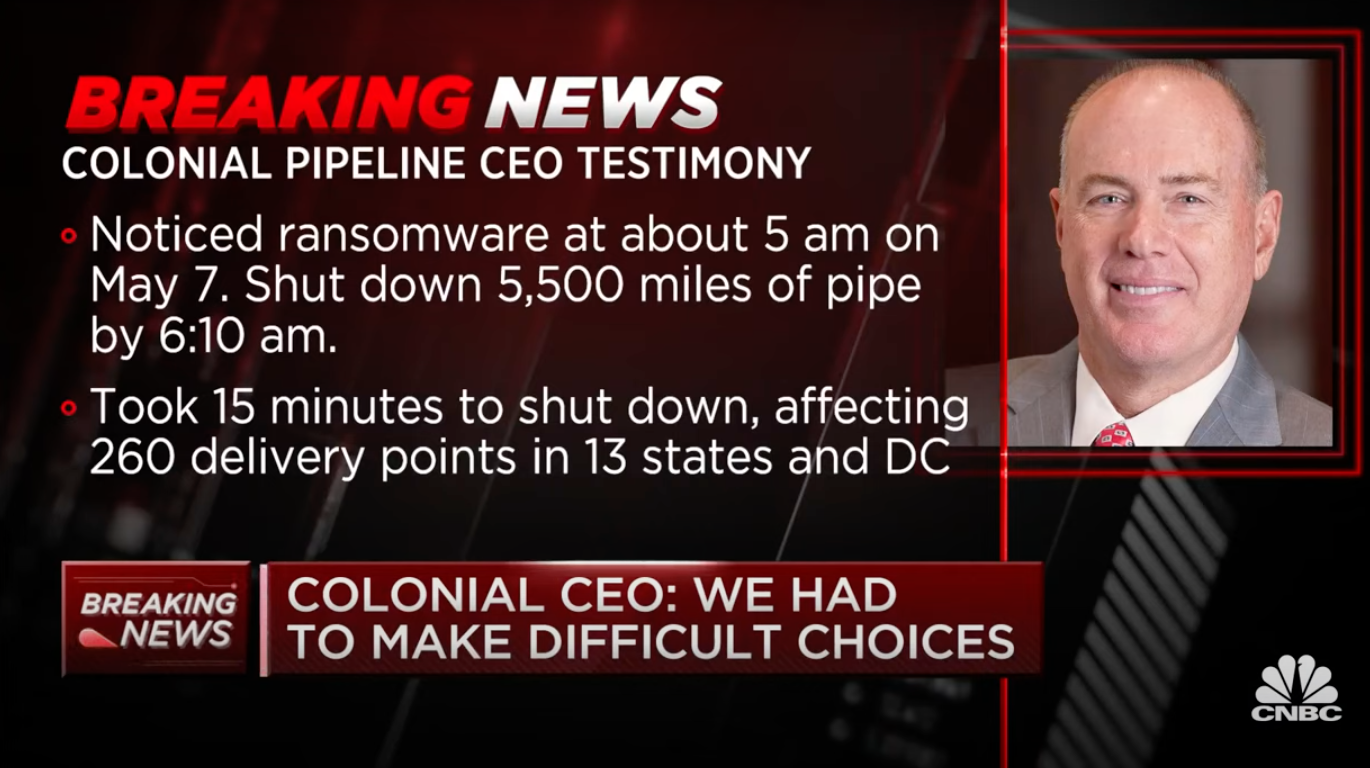 BREAKING NEWS
COLONIAL PIPELINE CEO TESTIMONY
Noticed ransomware at about 5 am on
May 7. Shut down 5,500 miles of pipe
by 6:10 am.
Took 15 minutes to shut down, affecting
260 delivery points in 13 states and DC
BREAKING
NEWS
COLONIAL CEO: WE HAD
TO MAKE DIFFICULT CHOICES
CNBC